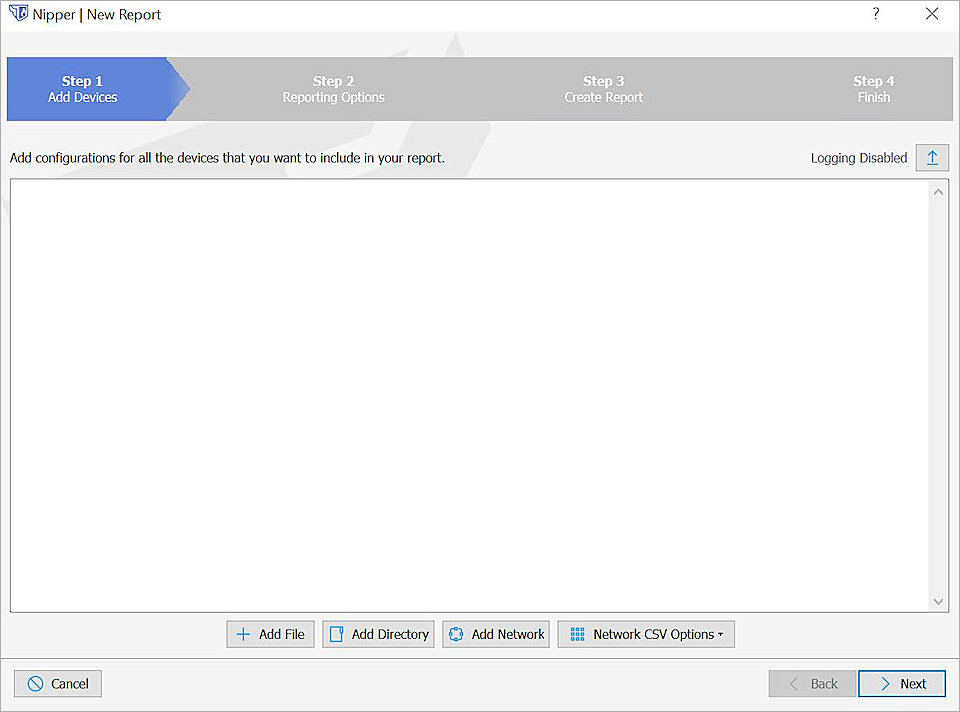 Nipper | New Report
?
Step 1
Add Devices
Step 2
Reporting Options
Step 3
Create Report
Step 4
Finish
Add configurations for all the devices that you want to include in your report.
Logging Disabled
Add File
Add Directory
Add Network
Network CSV Options
Cancel
Back
Next